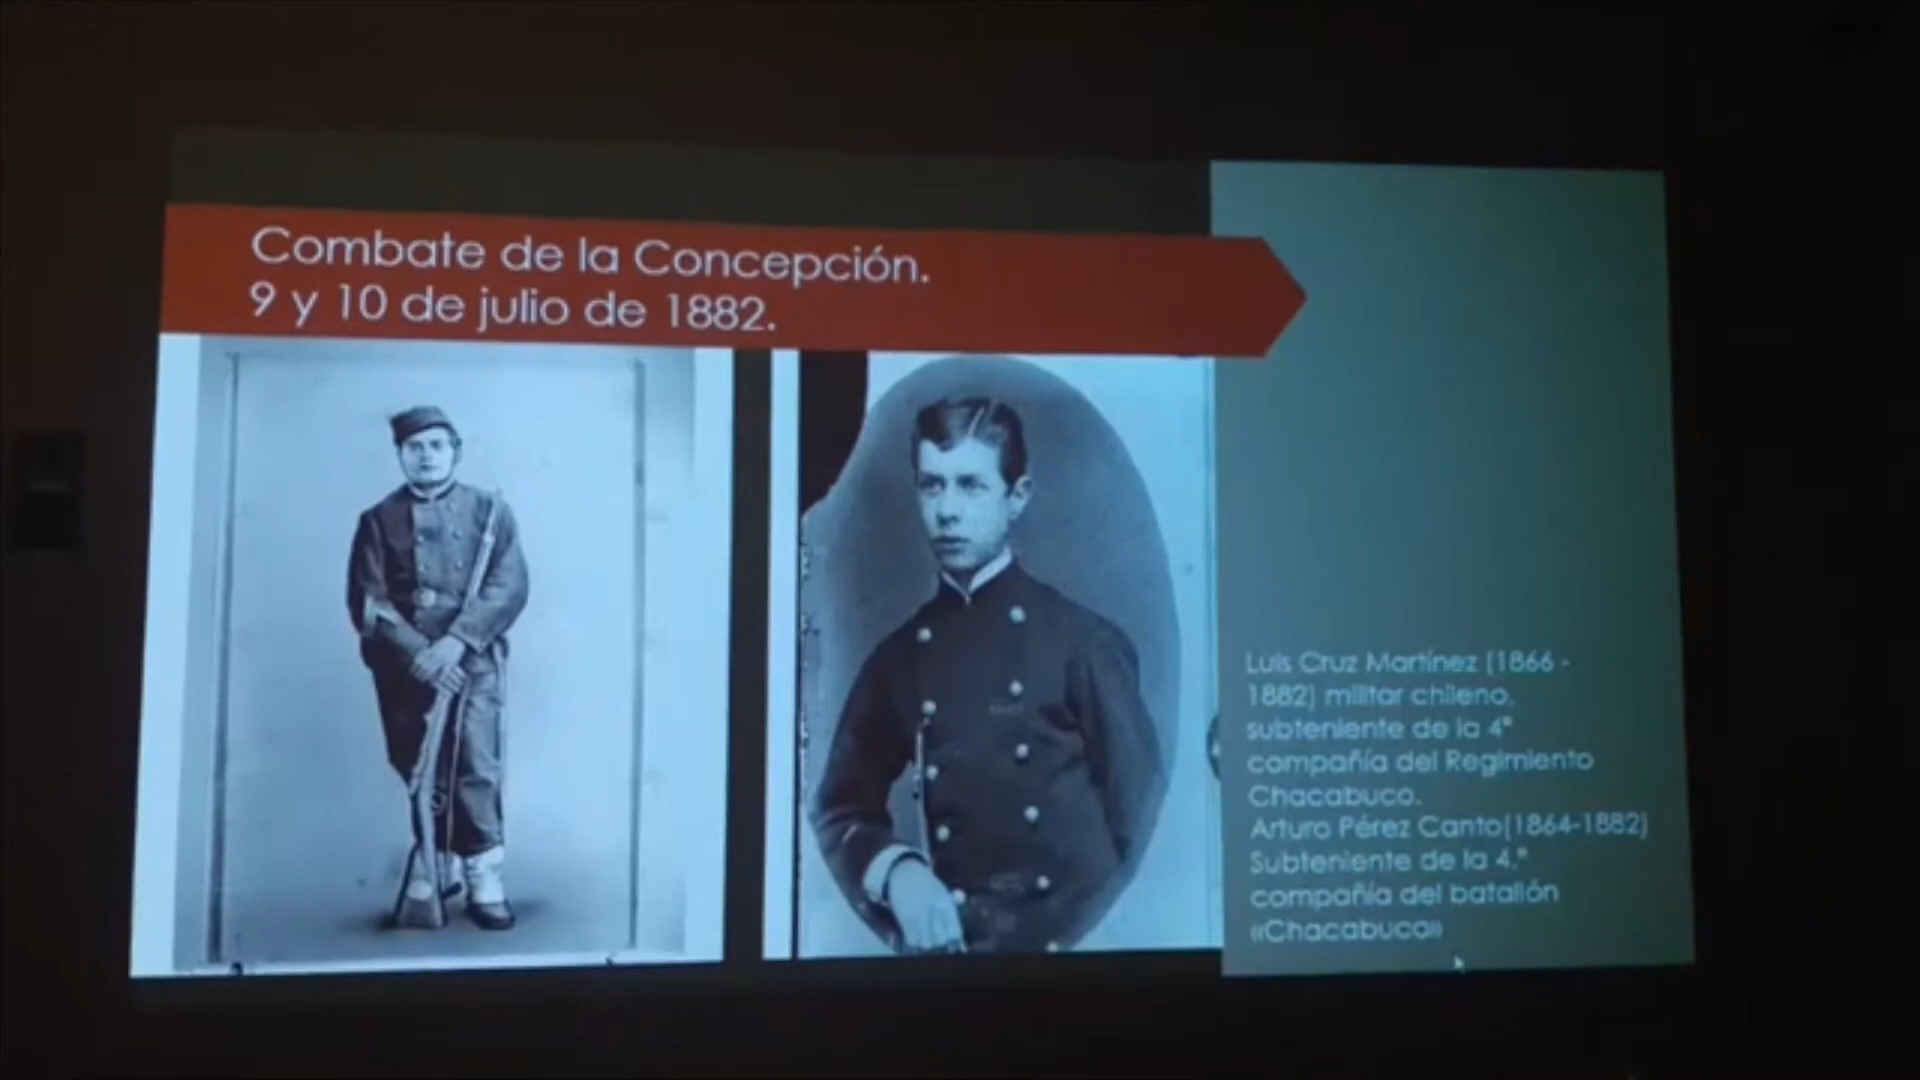 Combate de la Concepción.
9 y 10 de julio de 1882.
Luis Cruz Martínez (1866 -
1882) militar chileno,
subteniente de la 4°
compañía del Regimiento
Chacabuco.
Arturo Pérez Canto(1864-1882)
Subteniente de la 4.°
compañía del batallón
«Chacabuco»